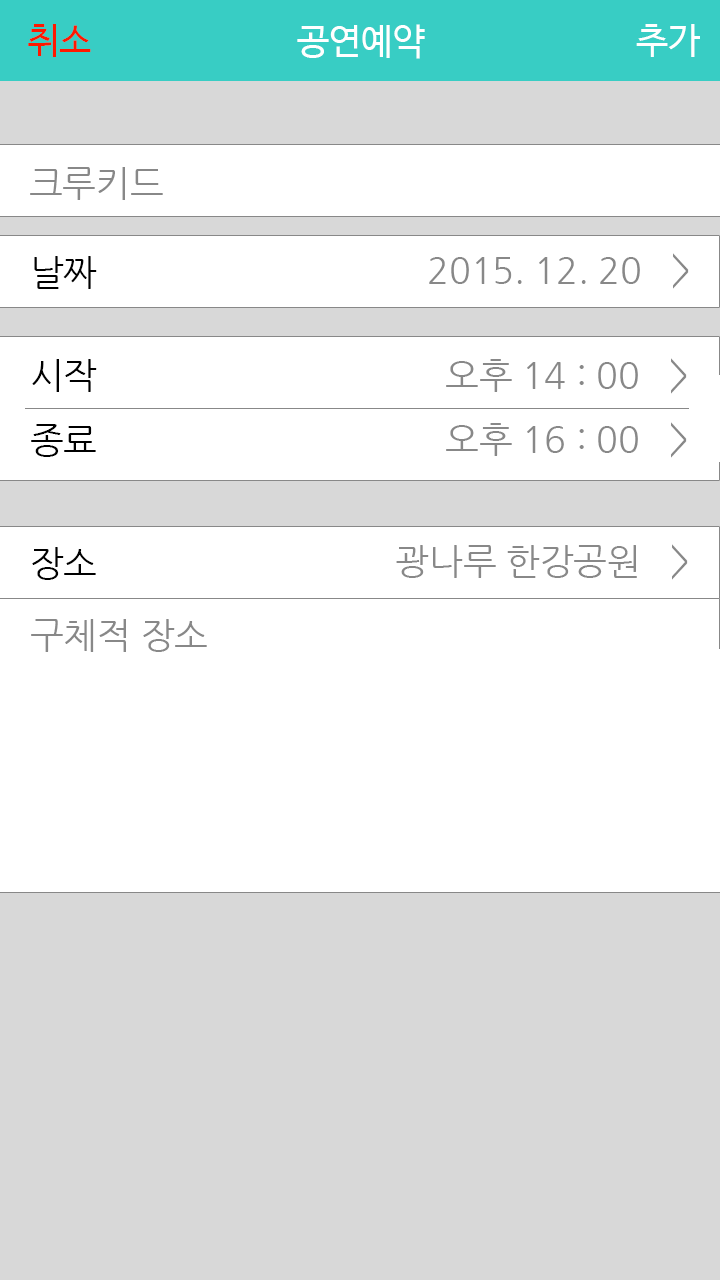 취소 공연예약 추가
크루키드
날짜 2015. 12. 20
시작 오후 14 : 00
종료 오후 16 : 00
장소 광나루 한강공원
구체적 장소